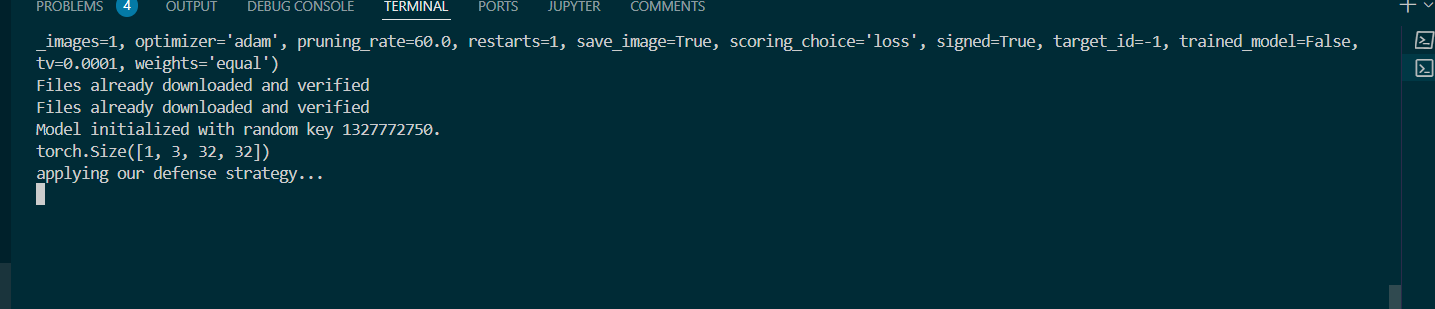 PROBLEMS 4 OUTPUT DEBUG CONSOLE TERMINAL PORTS JUPYTER COMMENTS
_images=1, optimizer='adam', pruning_rate=60.0, restarts=1, save_image=True, scoring_choice='loss', signed=True, target_id=-1, trained_model=False,
tv=0.0001, weights='equal')
Files already downloaded and verified
Files already downloaded and verified
Model initialized with random key 1327772750.
torch.Size([1, 3, 32, 32])
applying our defense strategy...